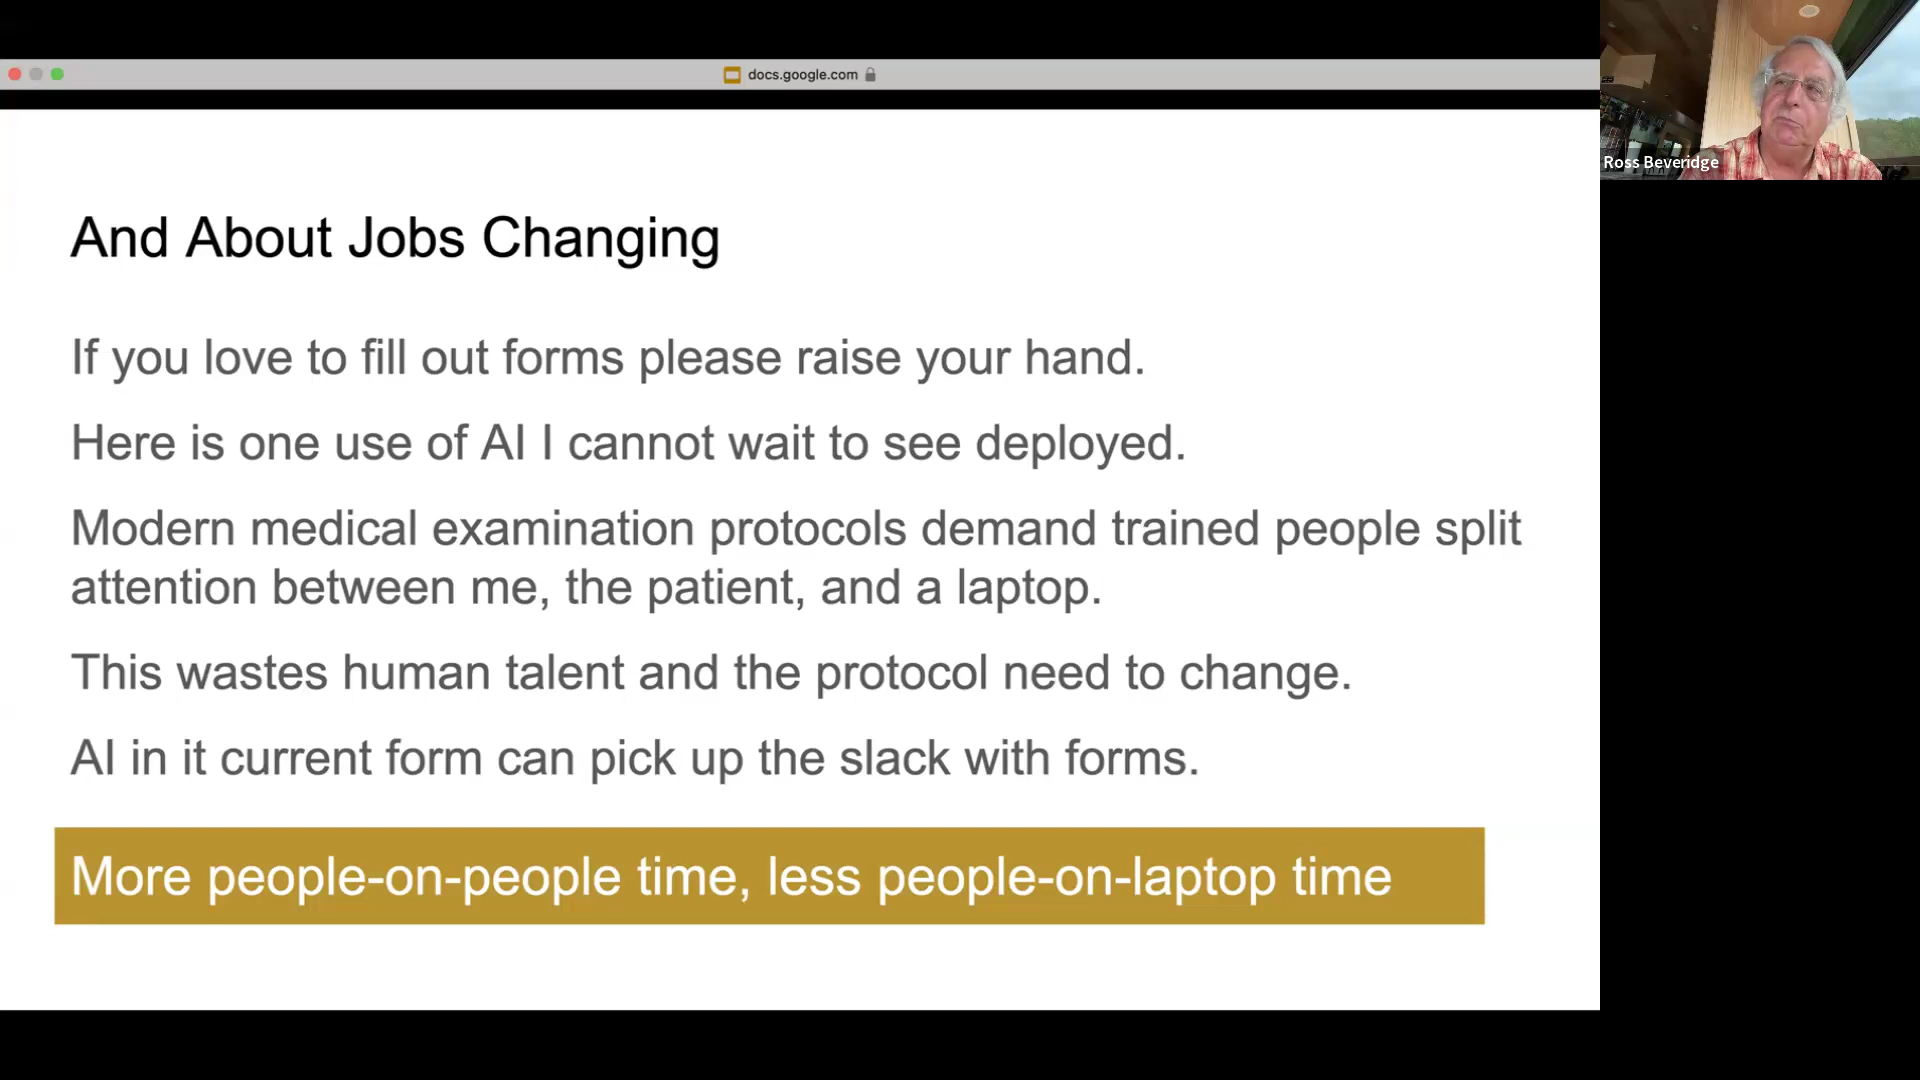 docs.google.com
Ross Beveridge
And About Jobs Changing
If you love to fill out forms please raise your hand.
Here is one use of AI I cannot wait to see deployed.
Modern medical examination protocols demand trained people split
attention between me, the patient, and a laptop.
This wastes human talent and the protocol need to change.
AI in it current form can pick up the slack with forms.
More people-on-people time, less people-on-laptop time